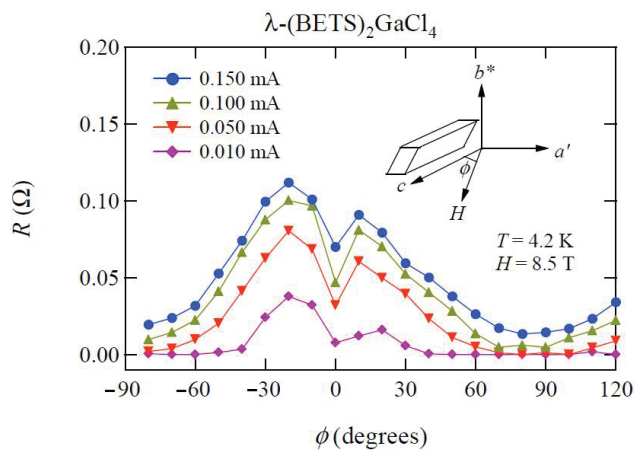 λ-(BETS)₂GaCl₄
0.20
0.15
0.10
0.05
0.00
R (Ω)
0.150 mA
0.100 mA
0.050 mA
0.010 mA
b*
a′
c
ϕ
H
T = 4.2 K
H = 8.5 T
−90 −60 −30 0 30 60 90 120
ϕ (degrees)